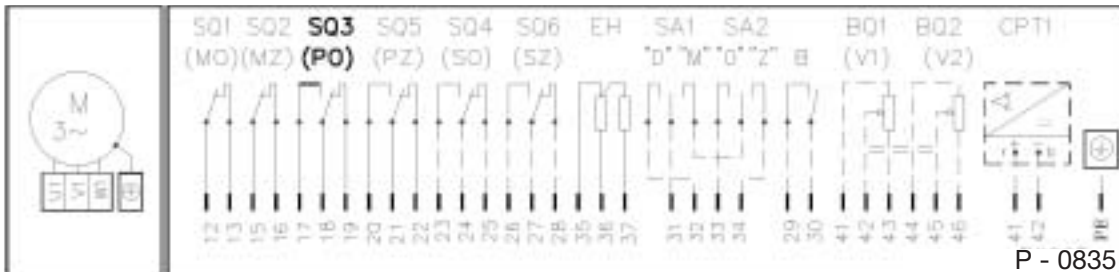 SQ1 SQ2 SQ3 SQ5 SQ4 SQ6 EH SA1 SA2 BQ1 BQ2 CPT1
(MO)(MZ) (PO) (PZ) (SO) (SZ) "D" "M" "O" "Z" B (V1) (V2)
M
3~
U1 V1 W1
12 13 15 16 17 18 19 20 21 22 23 24 25 26 27 28 35 36 37 31 32 33 34 29 30 41 42 43 44 45 46 41 42 PE
P - 0835